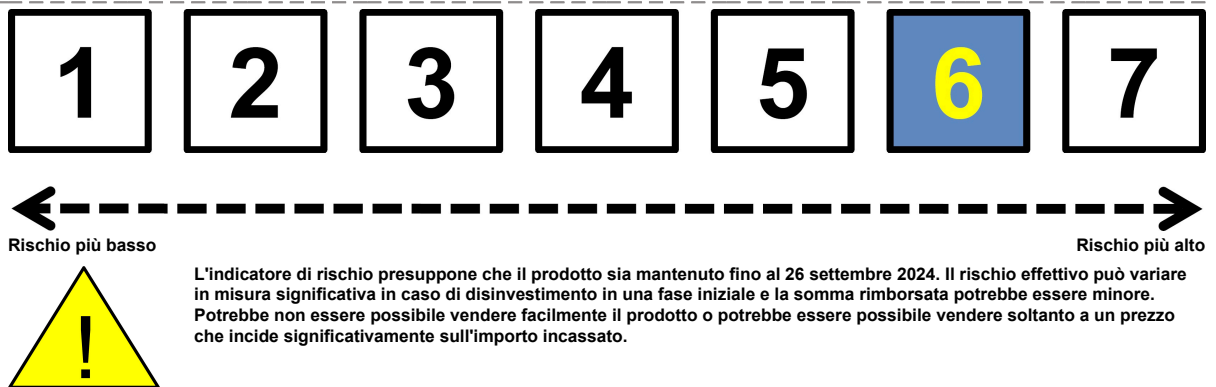 1 2 3 4 5 6 7
Rischio più basso Rischio più alto
!
L'indicatore di rischio presuppone che il prodotto sia mantenuto fino al 26 settembre 2024. Il rischio effettivo può variare
in misura significativa in caso di disinvestimento in una fase iniziale e la somma rimborsata potrebbe essere minore.
Potrebbe non essere possibile vendere facilmente il prodotto o potrebbe essere possibile vendere soltanto a un prezzo
che incide significativamente sull'importo incassato.